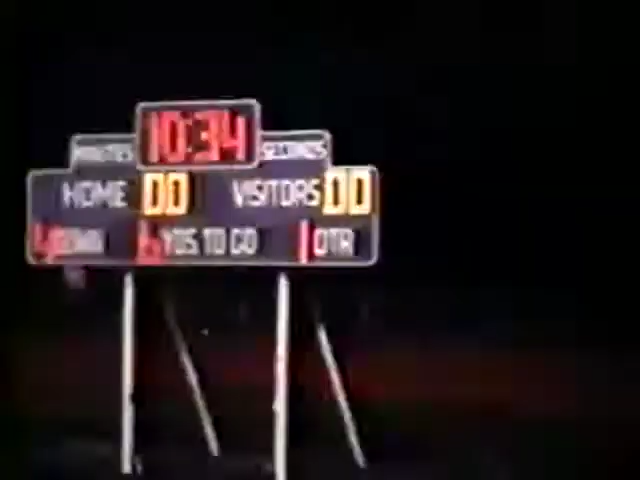 10:34
MINUTES SECONDS
HOME 00 VISITORS 00
4 DOWN 6 YDS TO GO 1 QTR